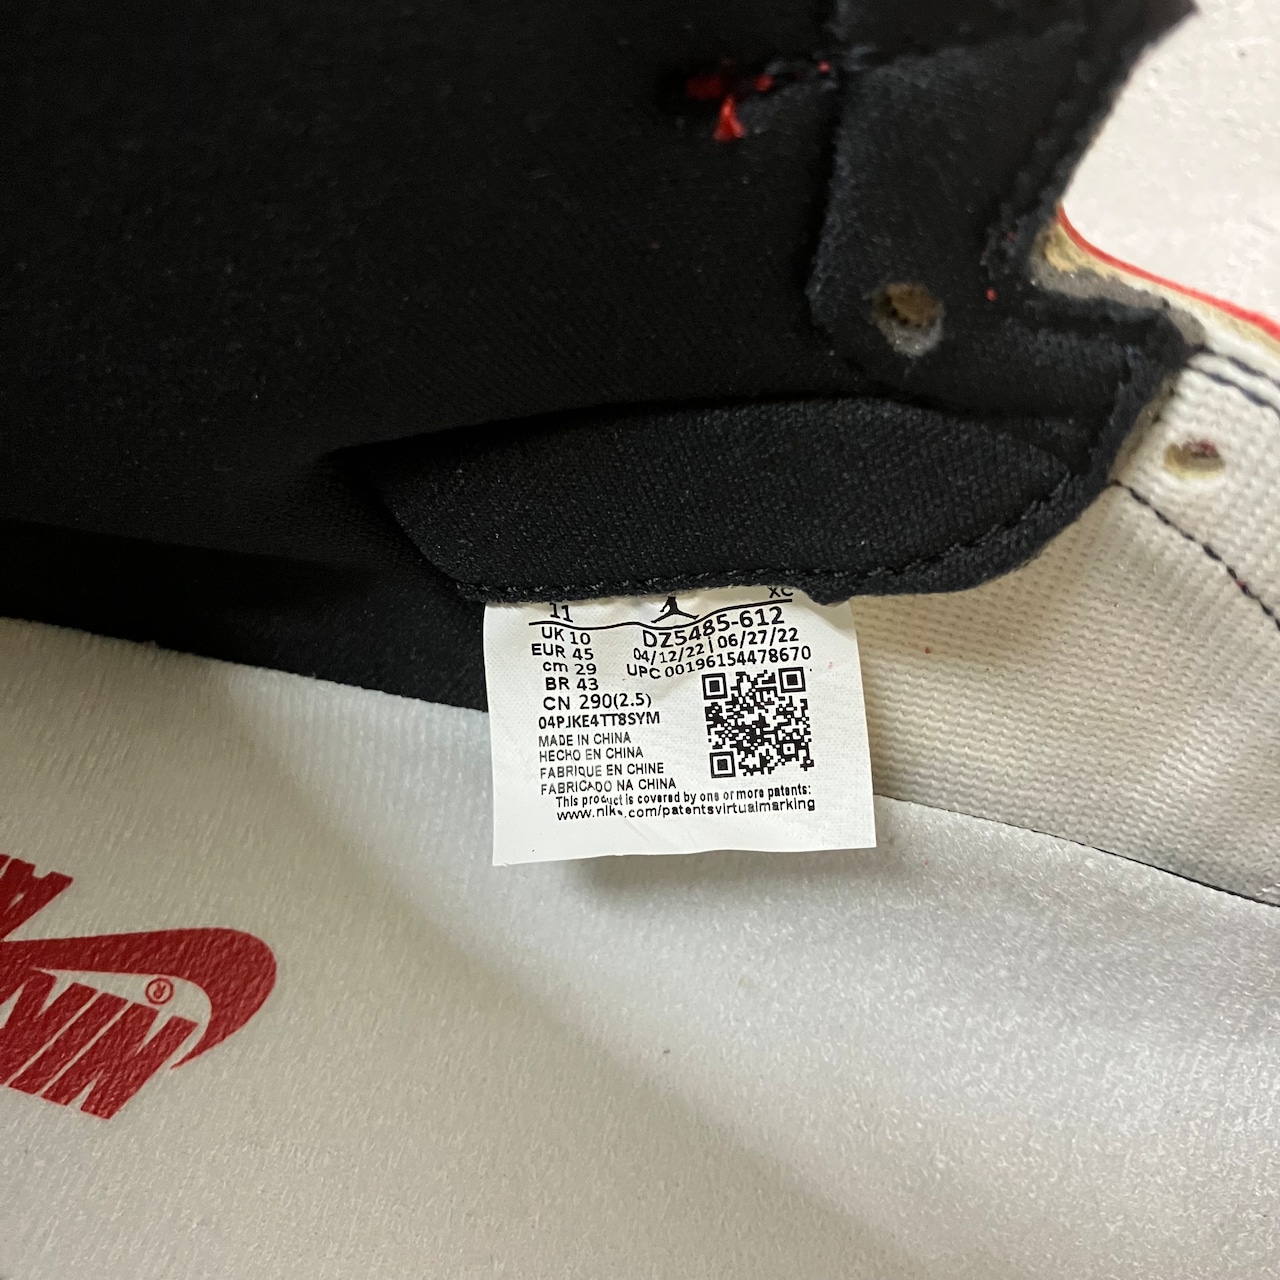 11 XC
UK 10 DZ5485-612
EUR 45 04/12/22 | 06/27/22
cm 29 UPC 00196154478670
BR 43
CN 290(2.5)
04PJKE4TT8SYM
MADE IN CHINA
HECHO EN CHINA
FABRIQUE EN CHINE
FABRICADO NA CHINA
This product is covered by one or more patents:
www.nike.com/patentsvirtualmarking
NIK
®